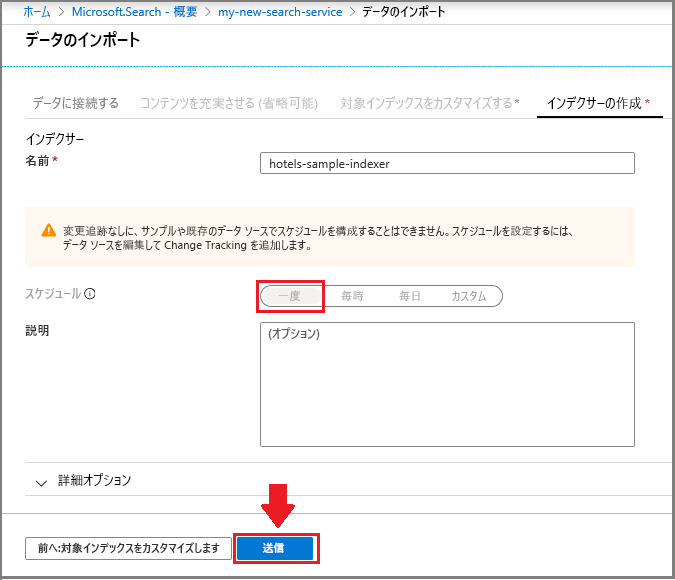 ホーム > Microsoft.Search - 概要 > my-new-search-service > データのインポート
データのインポート
データに接続する コンテンツを充実させる (省略可能) 対象インデックスをカスタマイズする* インデクサーの作成*
インデクサー
名前* hotels-sample-indexer
変更追跡なしに、サンプルや既存のデータ ソースでスケジュールを構成することはできません。スケジュールを設定するには、
データ ソースを編集して Change Tracking を追加します。
スケジュール 一度 毎時 毎日 カスタム
説明 (オプション)
詳細オプション
前へ:対象インデックスをカスタマイズします 送信